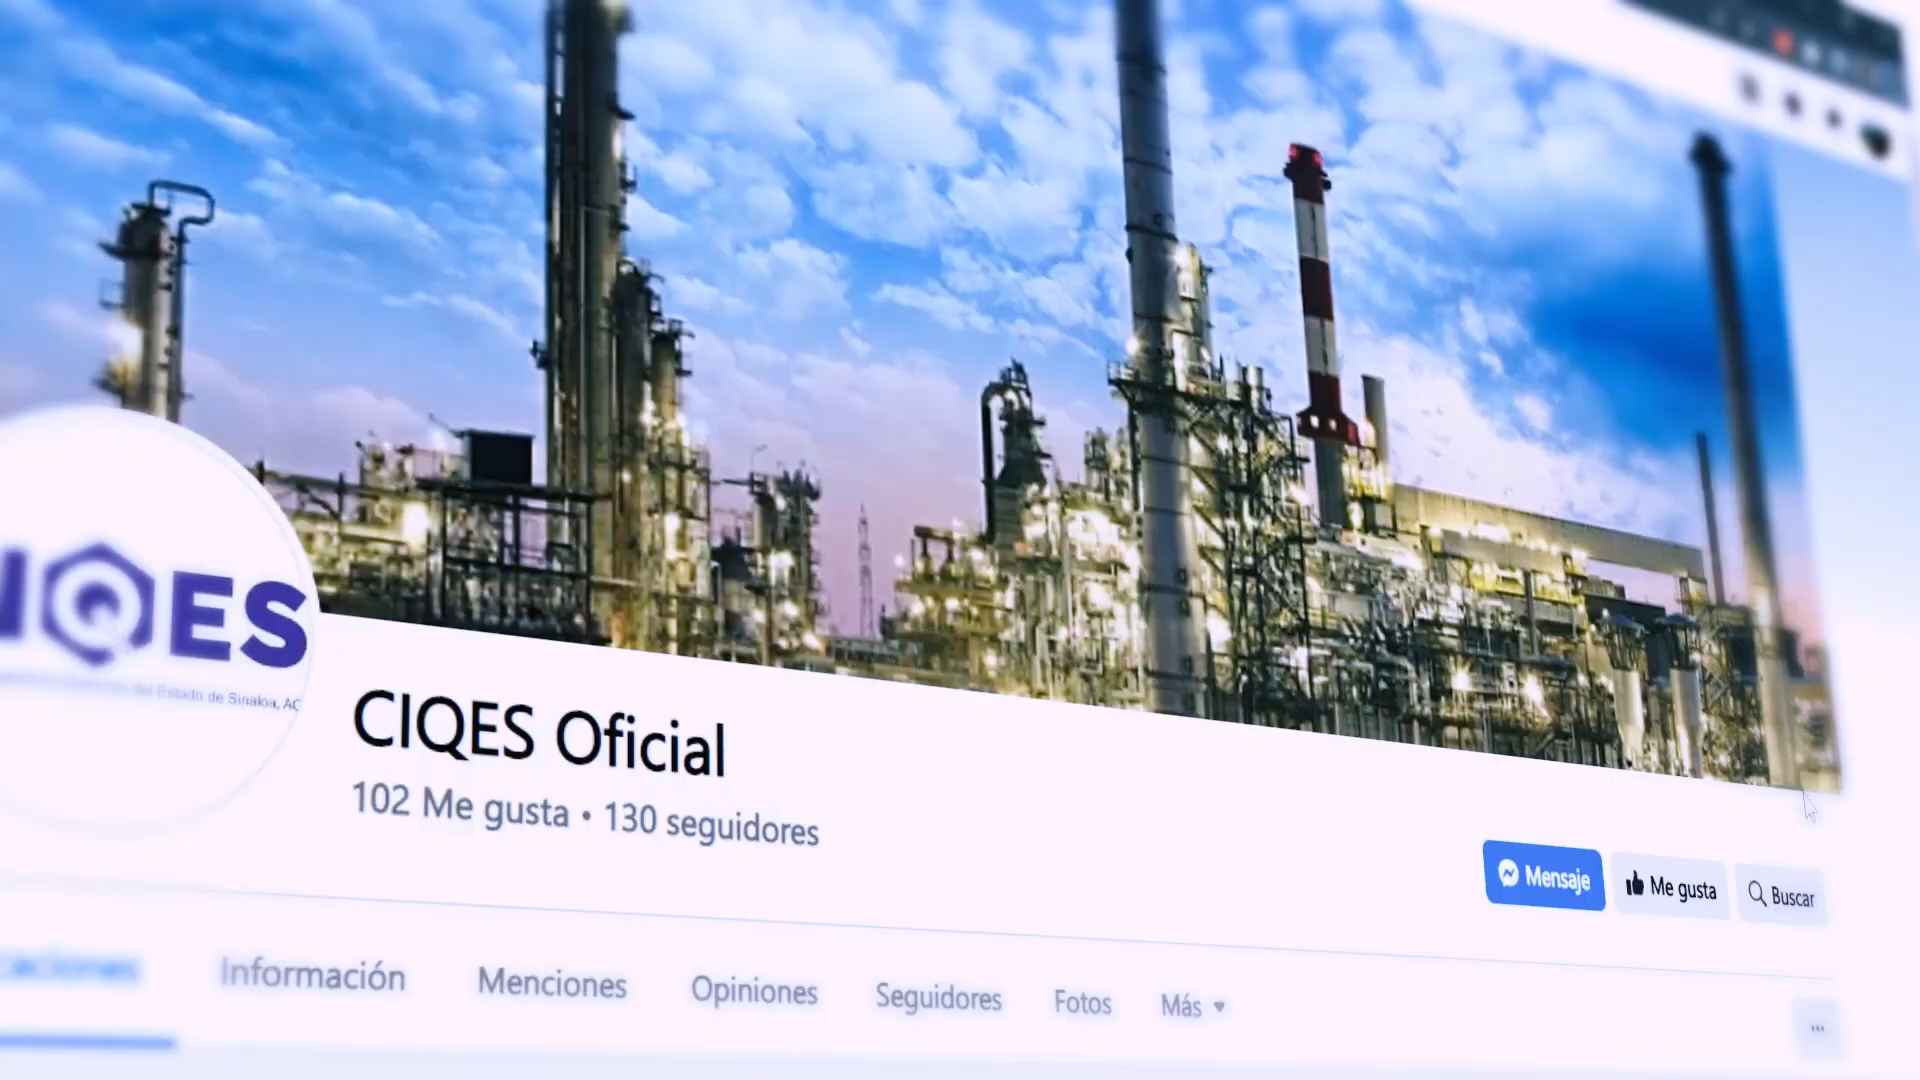 IQES
del Estado de Sinaloa, AC
CIQES Oficial
102 Me gusta • 130 seguidores
Mensaje
Me gusta
Buscar
Información
Menciones
Opiniones
Seguidores
Fotos
Más